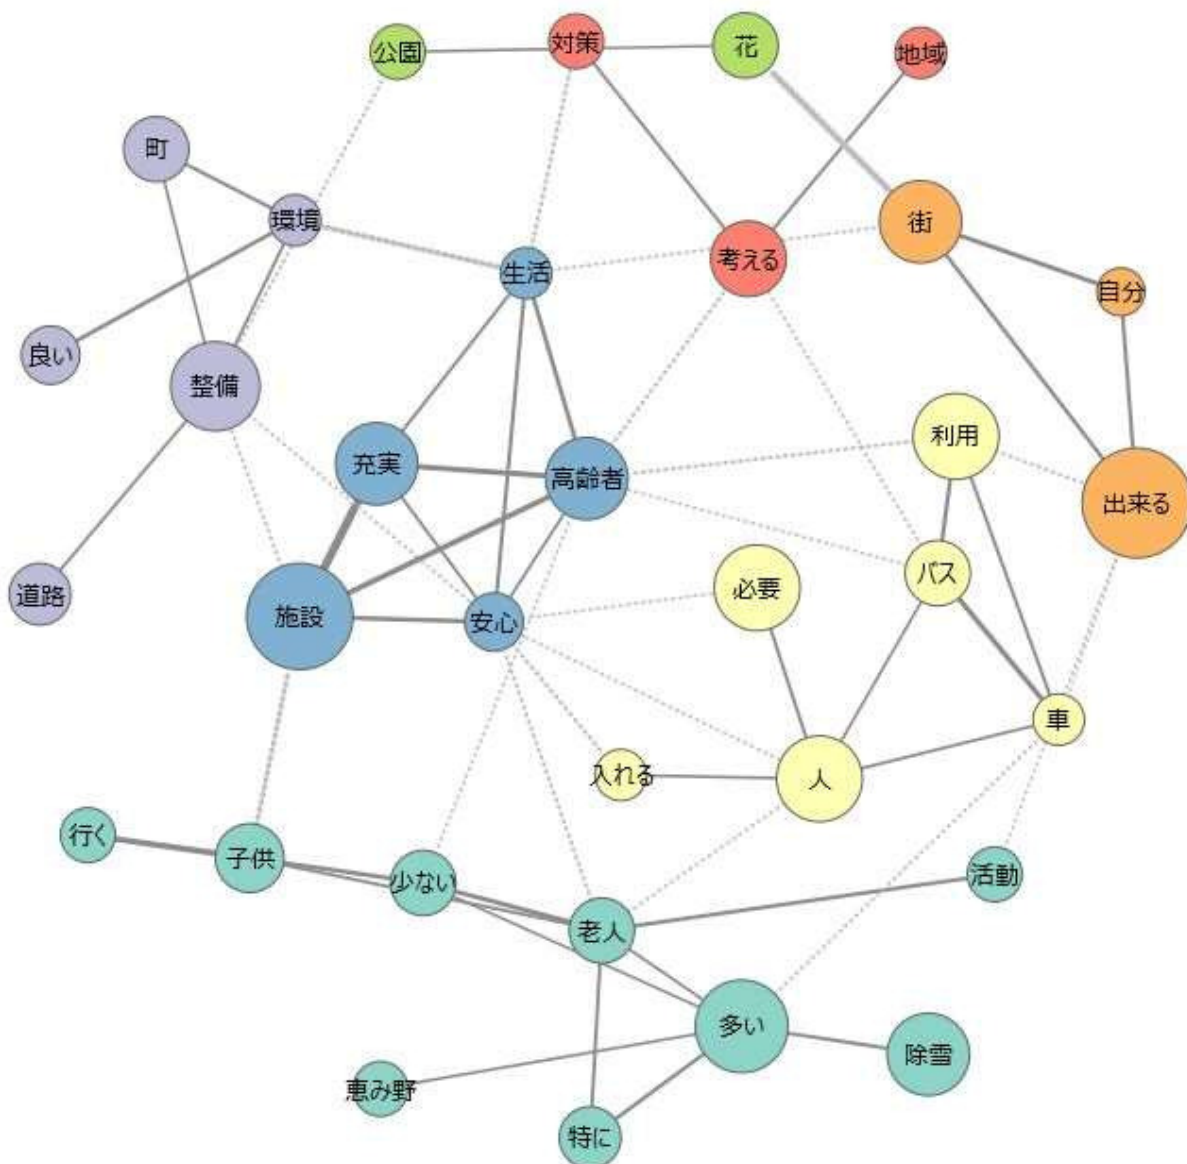 公園
対策
花
地域
町
環境
生活
考える
街
自分
良い
整備
充実
高齢者
利用
出来る
道路
施設
安心
必要
バス
車
入れる
人
行く
子供
少ない
老人
活動
多い
除雪
恵み野
特に